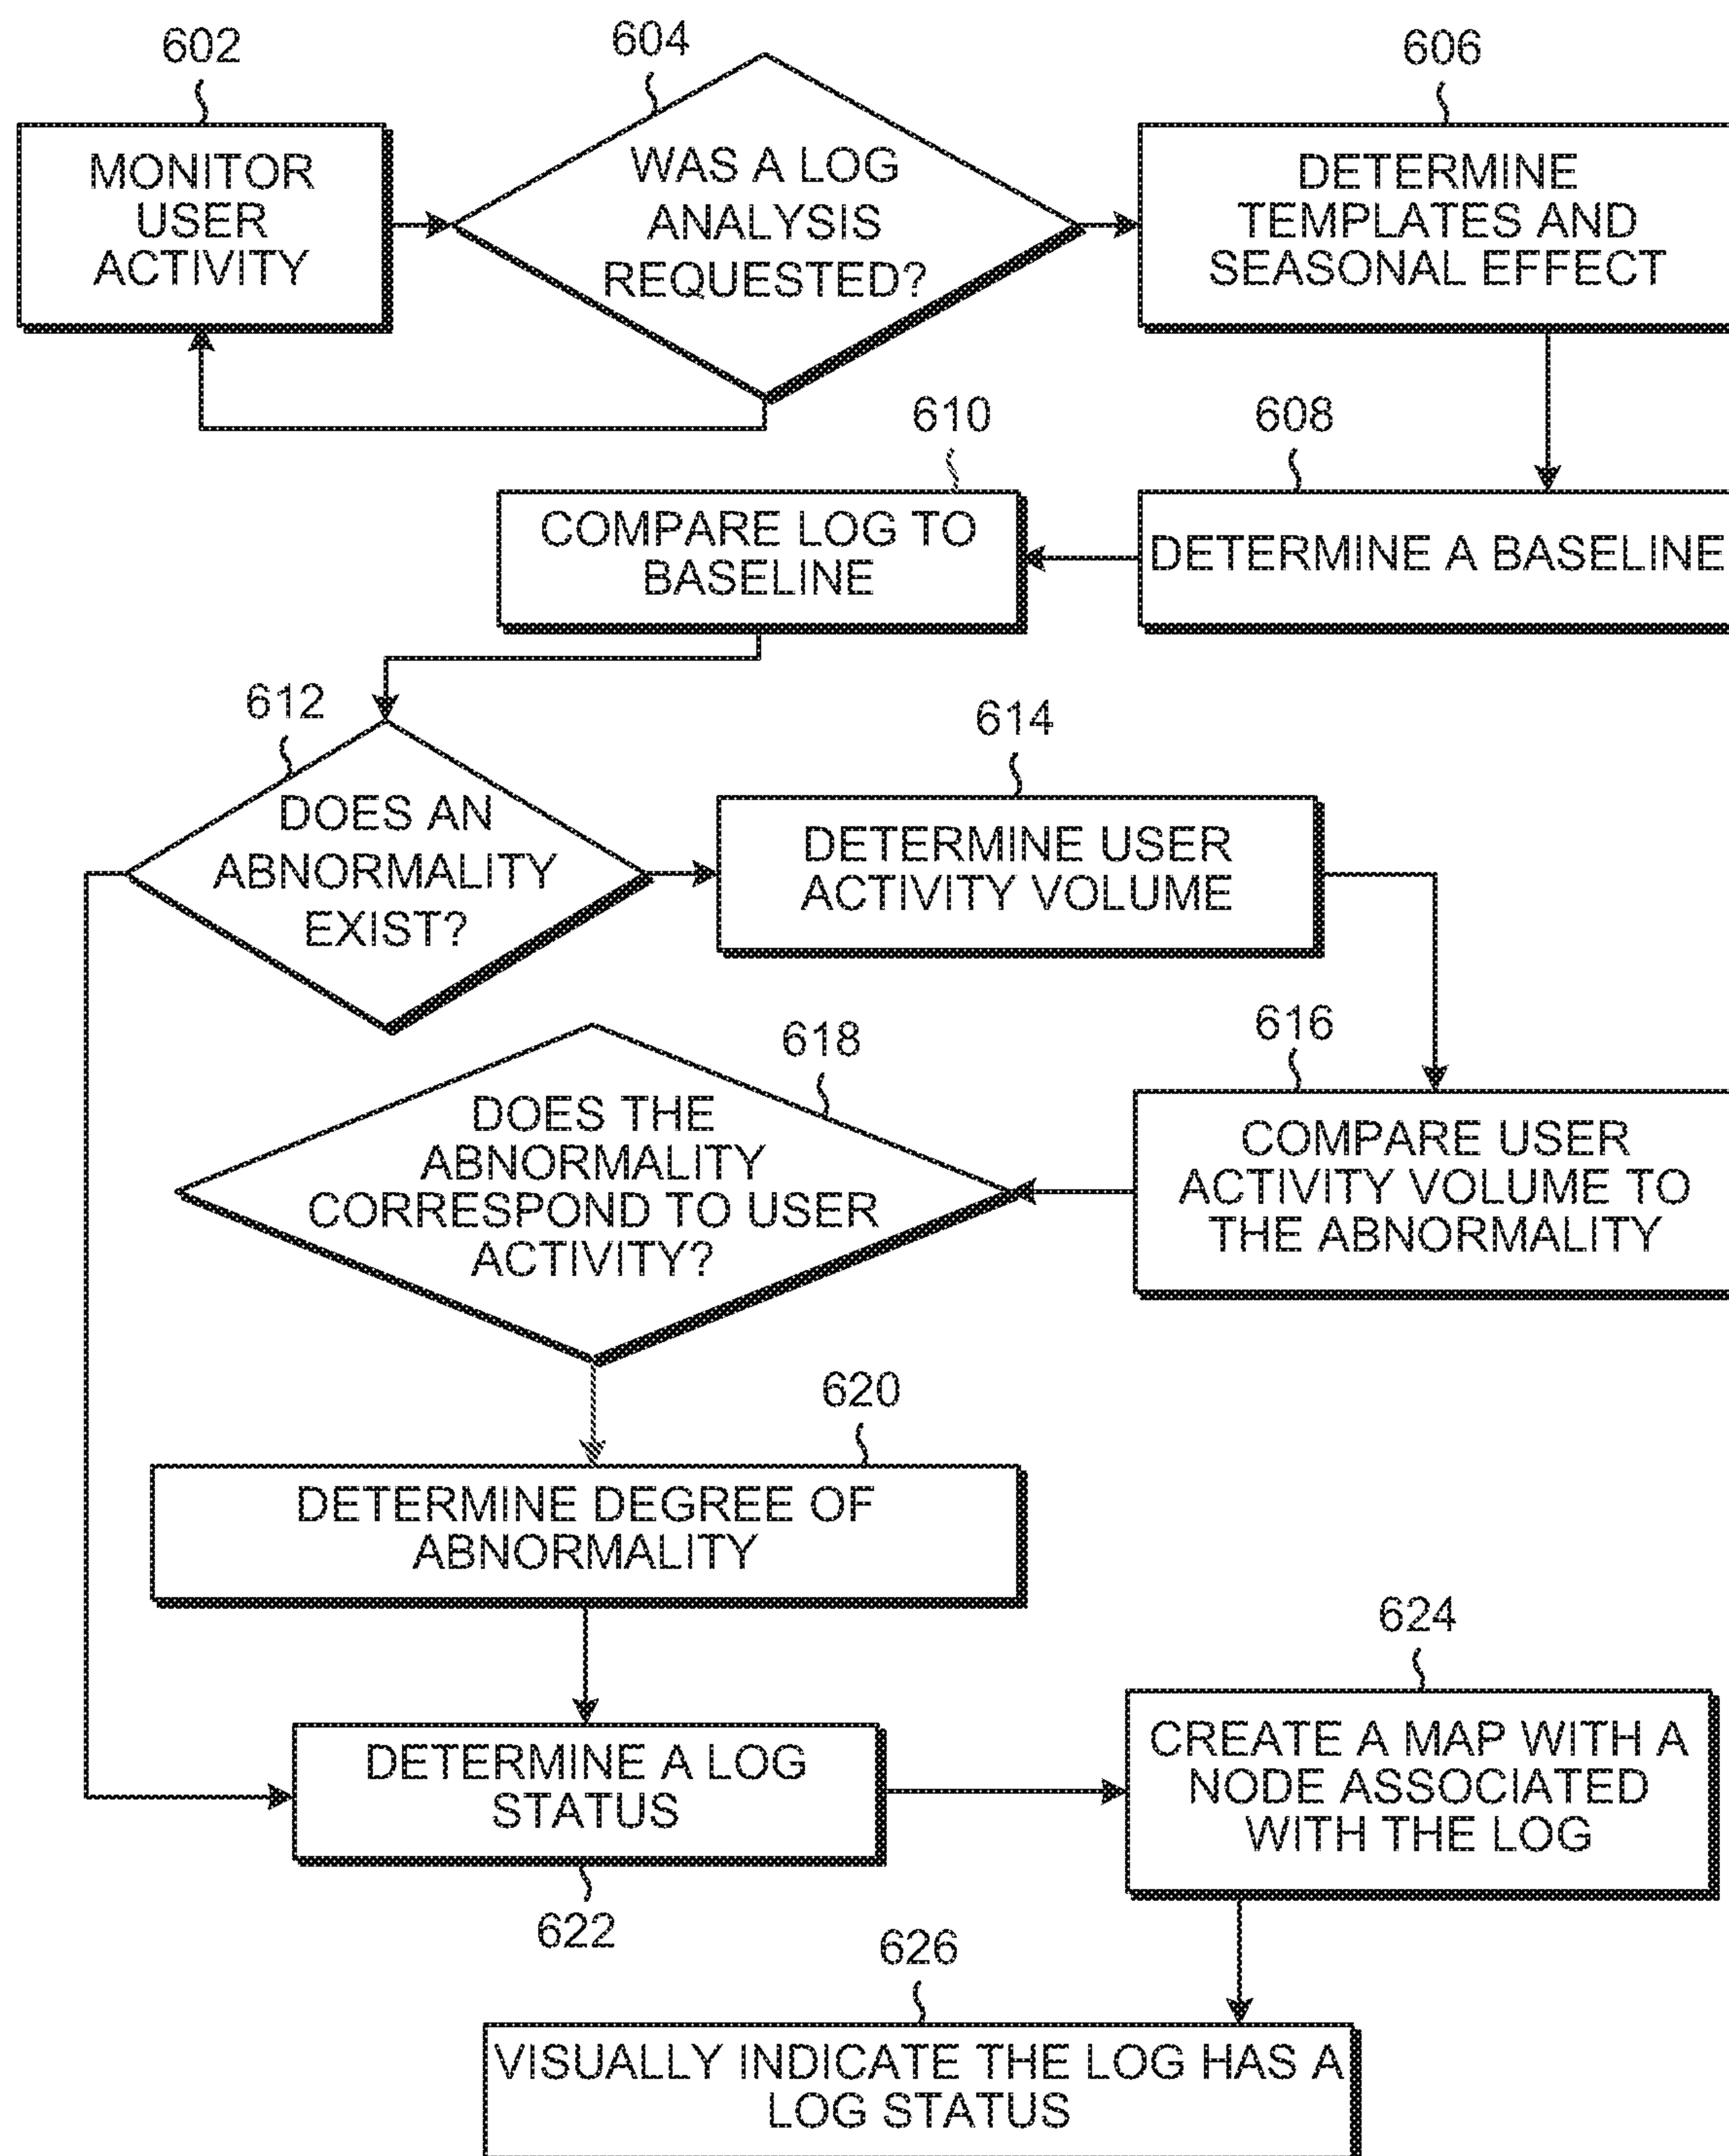 602
MONITOR
USER
ACTIVITY
604
WAS A LOG
ANALYSIS
REQUESTED?
606
DETERMINE
TEMPLATES AND
SEASONAL EFFECT
608
DETERMINE A BASELINE
610
COMPARE LOG TO
BASELINE
612
DOES AN
ABNORMALITY
EXIST?
614
DETERMINE USER
ACTIVITY VOLUME
616
COMPARE USER
ACTIVITY VOLUME TO
THE ABNORMALITY
618
DOES THE
ABNORMALITY
CORRESPOND TO USER
ACTIVITY?
620
DETERMINE DEGREE OF
ABNORMALITY
DETERMINE A LOG
STATUS
622
624
CREATE A MAP WITH A
NODE ASSOCIATED
WITH THE LOG
626
VISUALLY INDICATE THE LOG HAS A
LOG STATUS